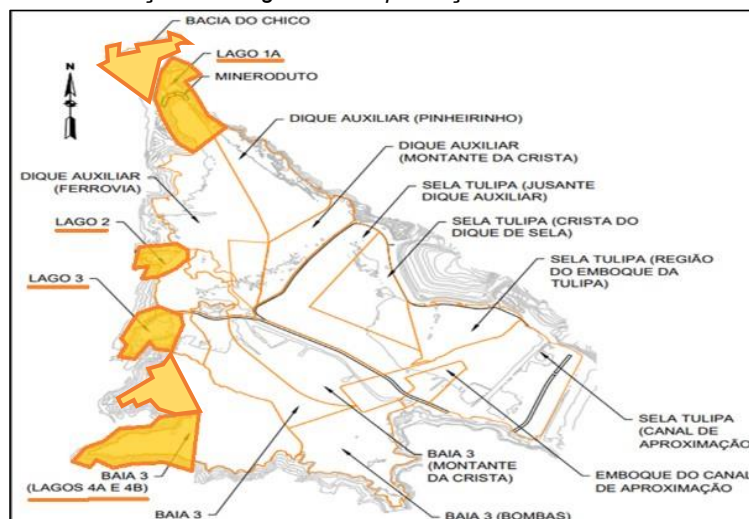 BACIA DO CHICO
LAGO 1A
MINERODUTO
N
DIQUE AUXILIAR (PINHEIRINHO)
DIQUE AUXILIAR
(MONTANTE DA CRISTA)
DIQUE AUXILIAR
(FERROVIA)
SELA TULIPA (JUSANTE
DIQUE AUXILIAR)
SELA TULIPA (CRISTA DO
DIQUE DE SELA)
LAGO 2
SELA TULIPA (REGIÃO
DO EMBOQUE DA
TULIPA)
LAGO 3
SELA TULIPA
(CANAL DE
APROXIMAÇÃO)
BAIA 3
(MONTANTE
DA CRISTA)
EMBOQUE DO CANAL
DE APROXIMAÇÃO
BAIA 3
(LAGOS 4A E 4B)
BAIA 3
BAIA 3 (BOMBAS)